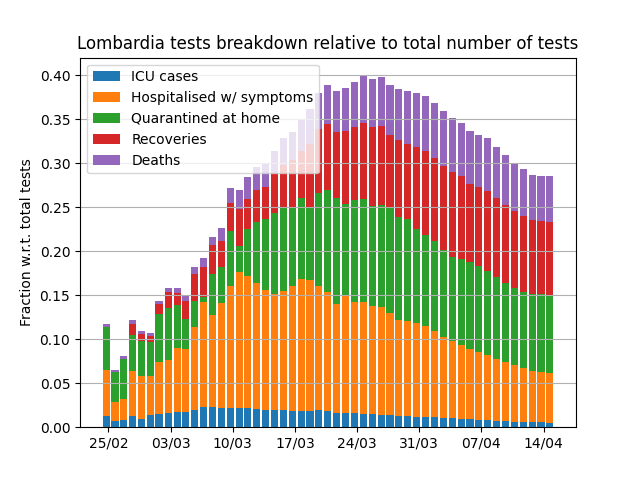 Lombardia tests breakdown relative to total number of tests
Fraction w.r.t. total tests
0.40
0.35
0.30
0.25
0.20
0.15
0.10
0.05
0.00
ICU cases
Hospitalised w/ symptoms
Quarantined at home
Recoveries
Deaths
25/02 03/03 10/03 17/03 24/03 31/03 07/04 14/04